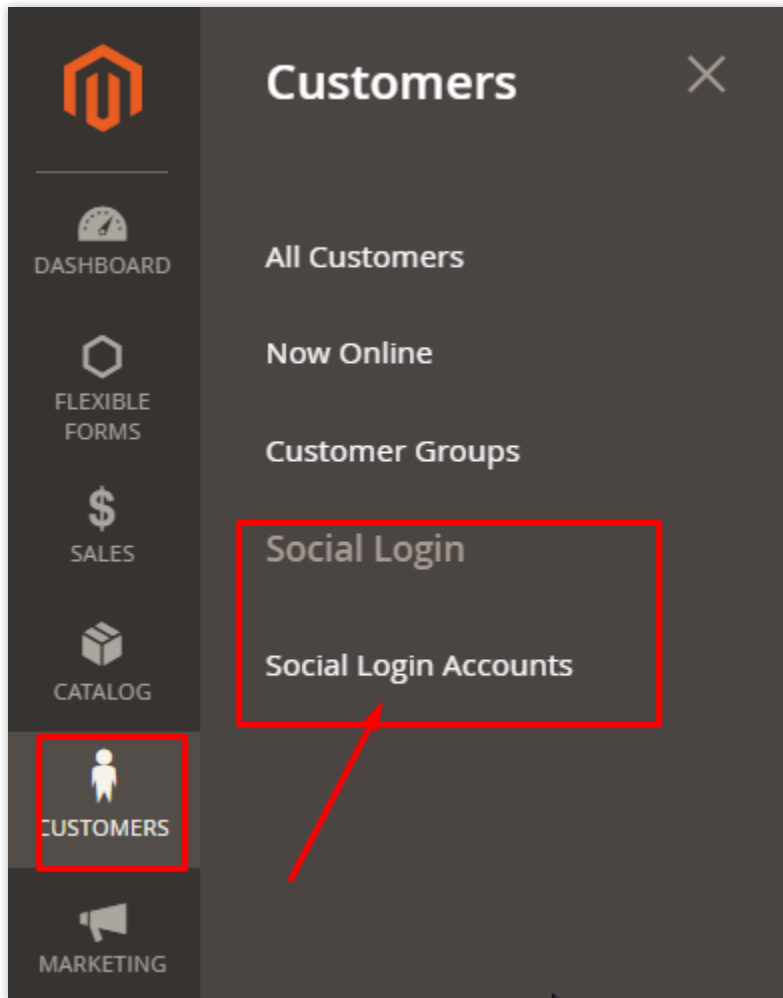 Customers
DASHBOARD
FLEXIBLE
FORMS
$
SALES
CATALOG
CUSTOMERS
MARKETING
All Customers
Now Online
Customer Groups
Social Login
Social Login Accounts